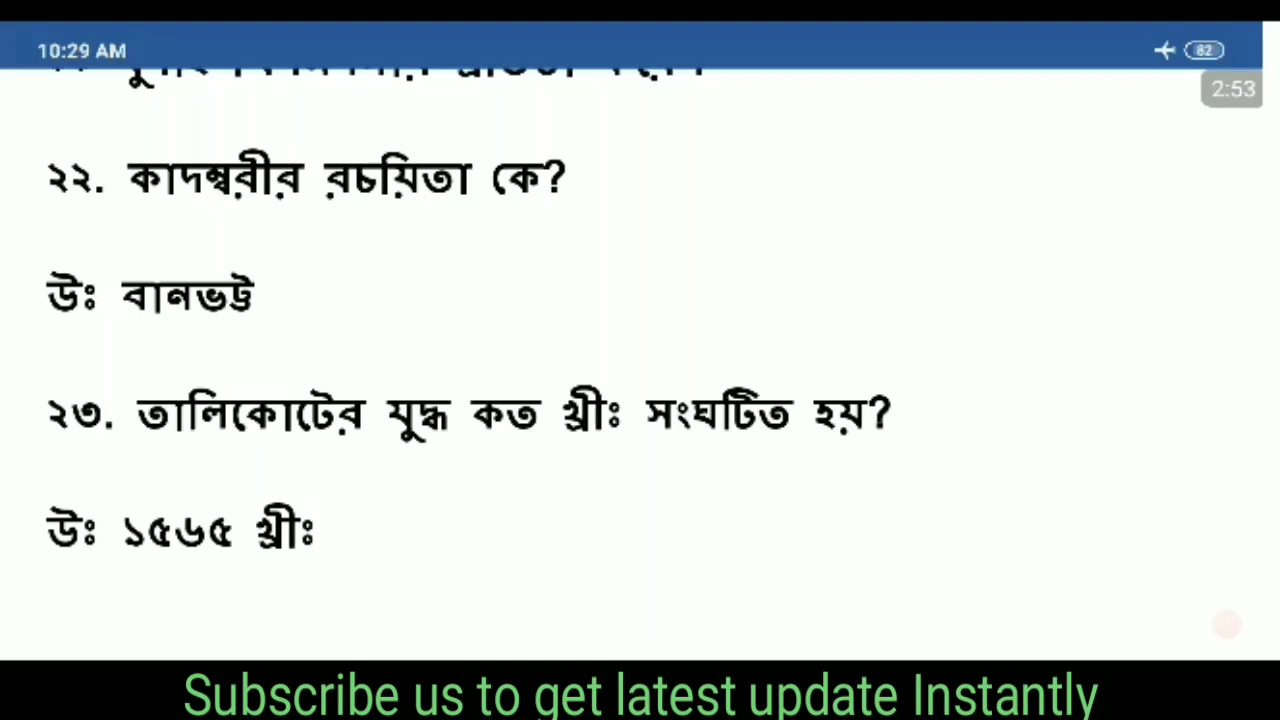 10:29 AM
82
2:53
২২. কাদম্বরীর রচয়িতা কে?
উঃ বানভট্ট
২৩. তালিকোটের যুদ্ধ কত খ্রীঃ সংঘটিত হয়?
উঃ ১৫৬৫ খ্রীঃ
Subscribe us to get latest update Instantly